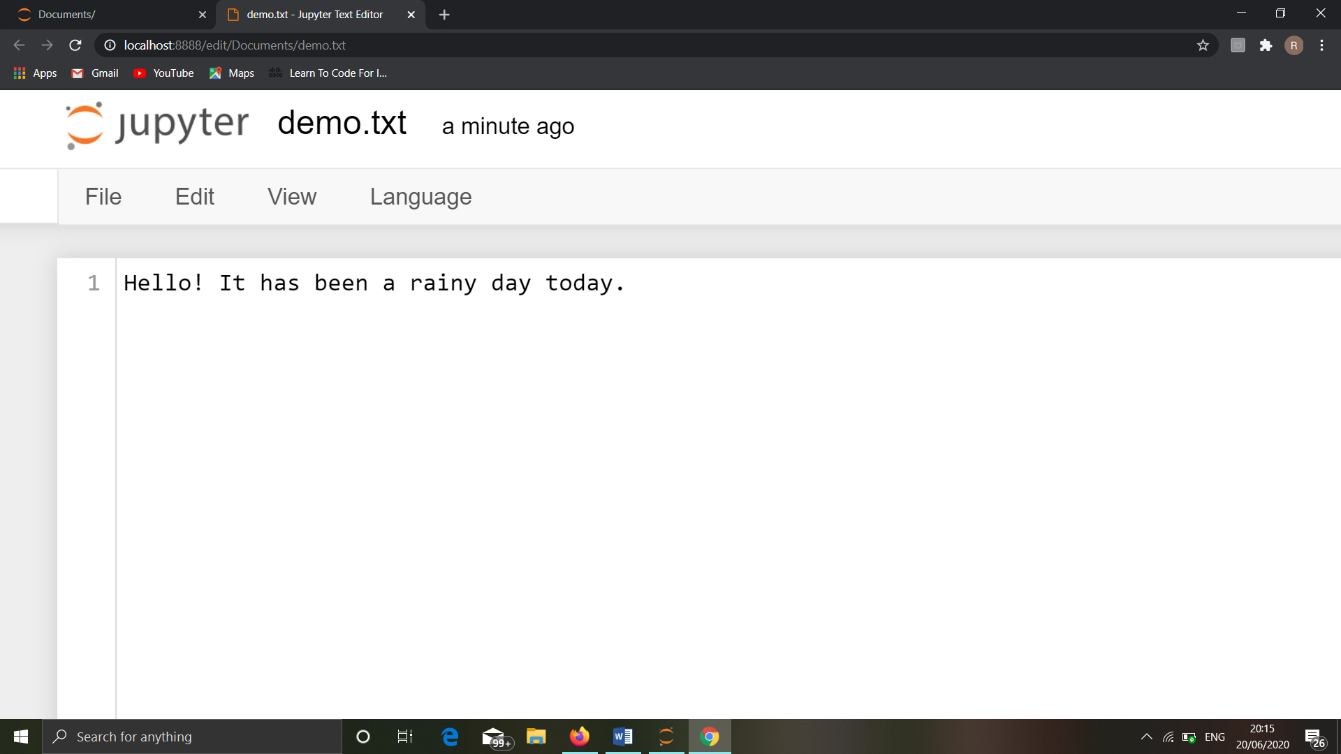 Documents/
demo.txt - Jupyter Text Editor
localhost:8888/edit/Documents/demo.txt
R
Apps Gmail YouTube Maps Learn To Code For I...
jupyter demo.txt a minute ago
File Edit View Language
1 Hello! It has been a rainy day today.
Search for anything
99+
W
ENG
20:15
20/06/2020
26